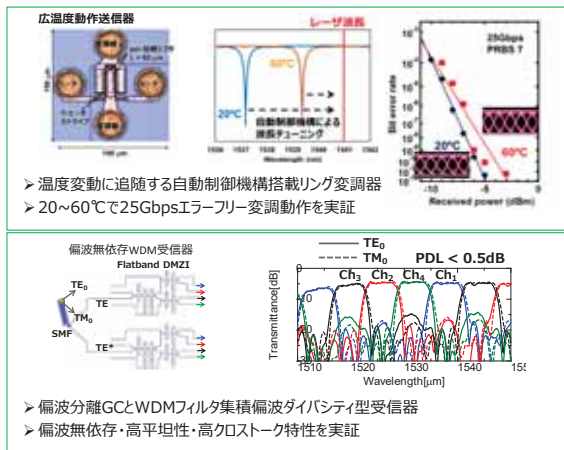 広温度動作送信器
レーザ波長
20℃
60℃
自動制御機構による
波長チューニング
1536 1537
1541 1542
Wavelength (nm)
25Gbps
PRBS 7
Bit error rate
20℃
60℃
-10 -5 0
Received power (dBm)
➢温度変動に追随する自動制御機構搭載リング変調器
➢20~60℃で25Gbpsエラーフリー変調動作を実証
偏波無依存WDM受信器
Flatband DMZI
TE0
TM0
SMF
TE
TE*
TE0
TM0
PDL < 0.5dB
Ch3 Ch2 Ch4 Ch1
Transmittance[dB]
1510 1520 1530 1540
Wavelength[μm]
➢偏波分離GCとWDMフィルタ集積偏波ダイバシティ型受信器
➢偏波無依存・高平坦性・高クロストーク特性を実証